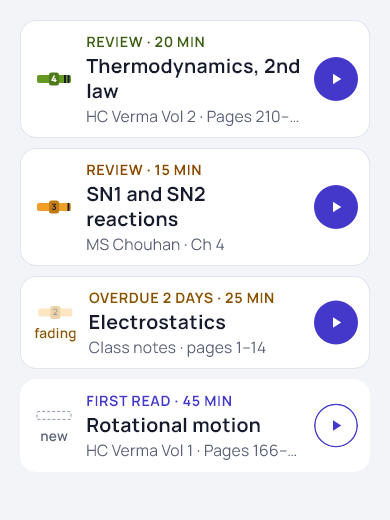 REVIEW · 20 MIN
4
Thermodynamics, 2nd
law
HC Verma Vol 2 · Pages 210–…
REVIEW · 15 MIN
3
SN1 and SN2
reactions
MS Chouhan · Ch 4
OVERDUE 2 DAYS · 25 MIN
2
Electrostatics
fading
Class notes · pages 1–14
FIRST READ · 45 MIN
Rotational motion
new
HC Verma Vol 1 · Pages 166–…